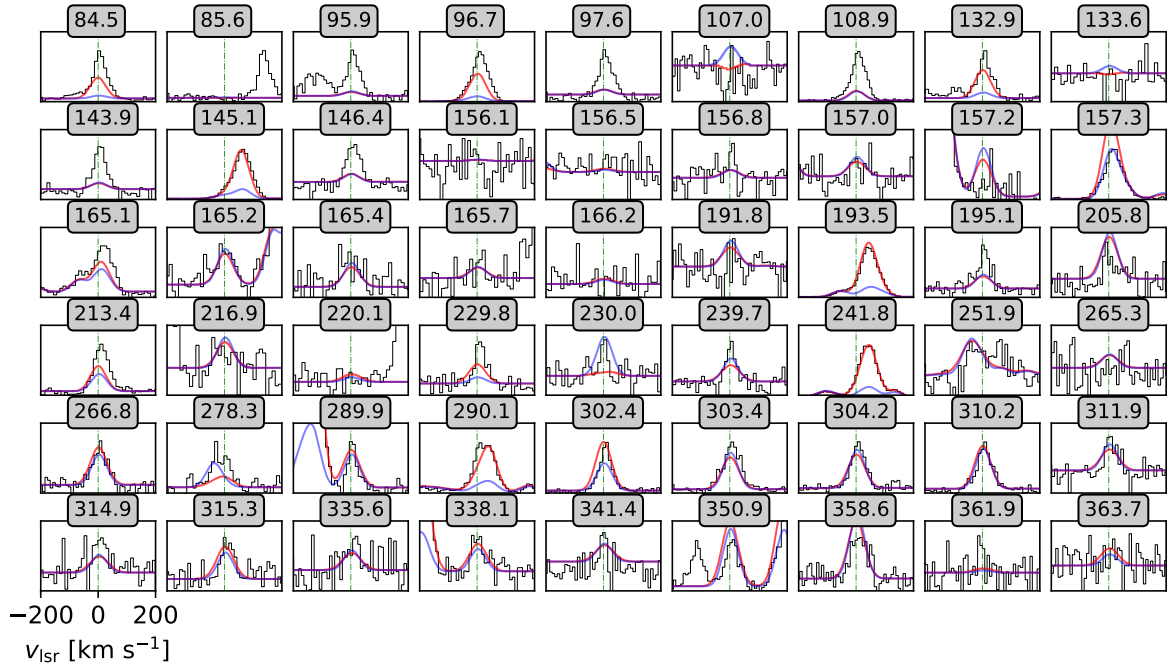 84.5 85.6 95.9 96.7 97.6 107.0 108.9 132.9 133.6
143.9 145.1 146.4 156.1 156.5 156.8 157.0 157.2 157.3
165.1 165.2 165.4 165.7 166.2 191.8 193.5 195.1 205.8
213.4 216.9 220.1 229.8 230.0 239.7 241.8 251.9 265.3
266.8 278.3 289.9 290.1 302.4 303.4 304.2 310.2 311.9
314.9 315.3 335.6 338.1 341.4 350.9 358.6 361.9 363.7
−200 0 200
v_lsr [km s⁻¹]